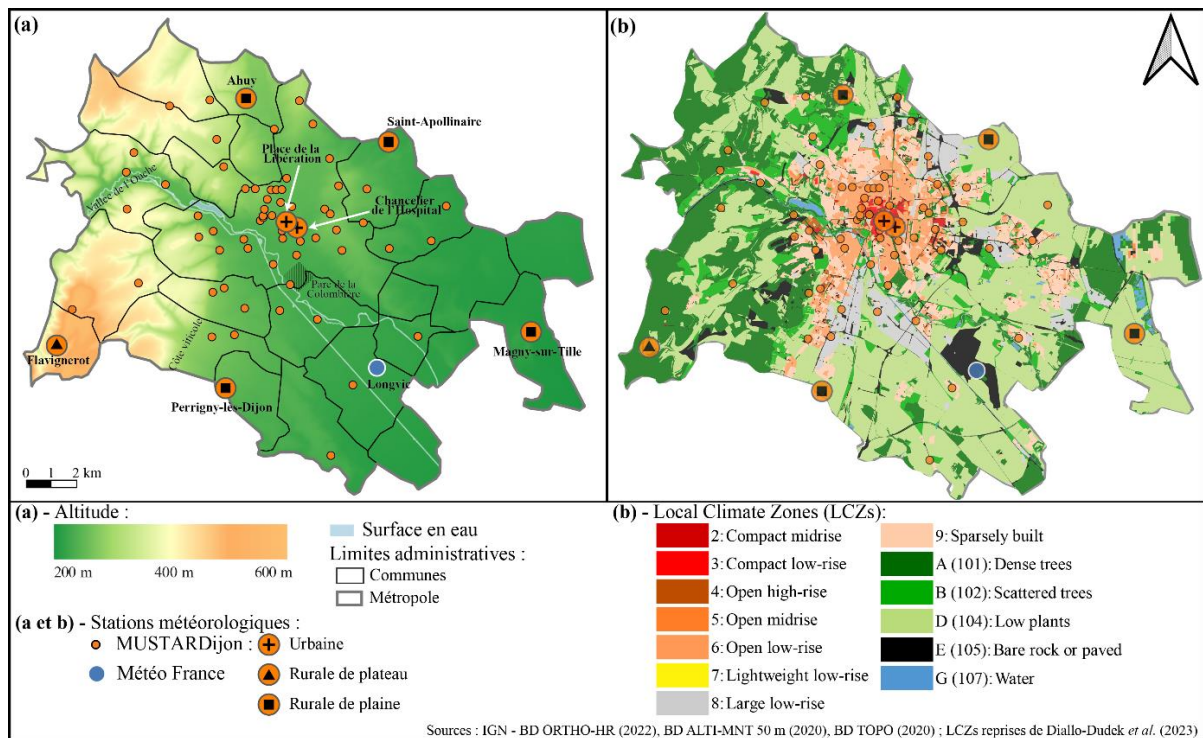 (a)
Ahuy
Saint-Apollinaire
Place de la
Libération
Vallée de l'Ouche
Chancelier
de l'Hospital
Parc de la
Colombière
Côte viticole
Flavignerot
Magny-sur-Tille
Longvic
Perrigny-les-Dijon
0 1 2 km
(b)
(a) - Altitude :
200 m 400 m 600 m
Surface en eau
Limites administratives :
Communes
Métropole
(a et b) - Stations météorologiques :
MUSTARDijon :
Urbaine
Météo France
Rurale de plateau
Rurale de plaine
(b) - Local Climate Zones (LCZs):
2: Compact midrise
3: Compact low-rise
4: Open high-rise
5: Open midrise
6: Open low-rise
7: Lightweight low-rise
8: Large low-rise
9: Sparsely built
A (101): Dense trees
B (102): Scattered trees
D (104): Low plants
E (105): Bare rock or paved
G (107): Water
Sources : IGN - BD ORTHO-HR (2022), BD ALTI-MNT 50 m (2020), BD TOPO (2020) ; LCZs reprises de Diallo-Dudek et al. (2023)